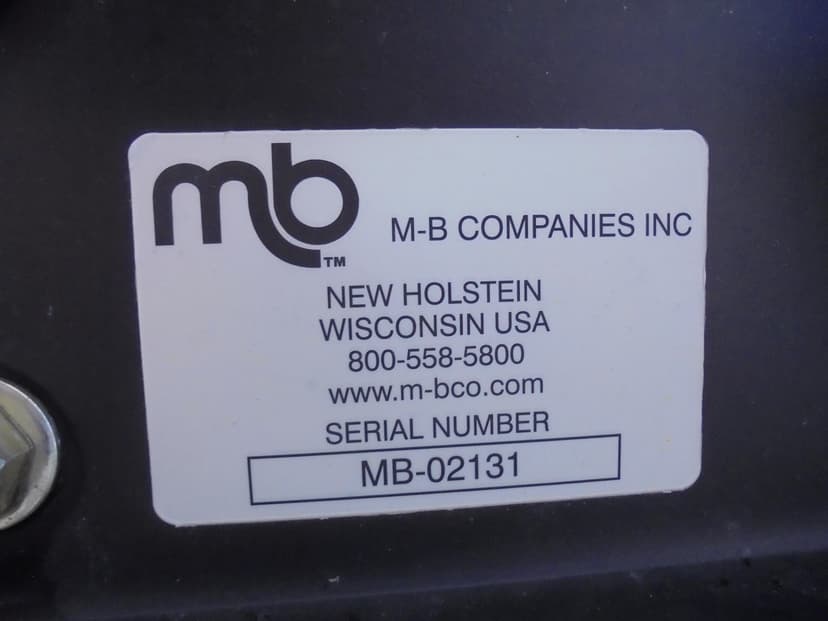 mb TM
M-B COMPANIES INC
NEW HOLSTEIN
WISCONSIN USA
800-558-5800
www.m-bco.com
SERIAL NUMBER
MB-02131